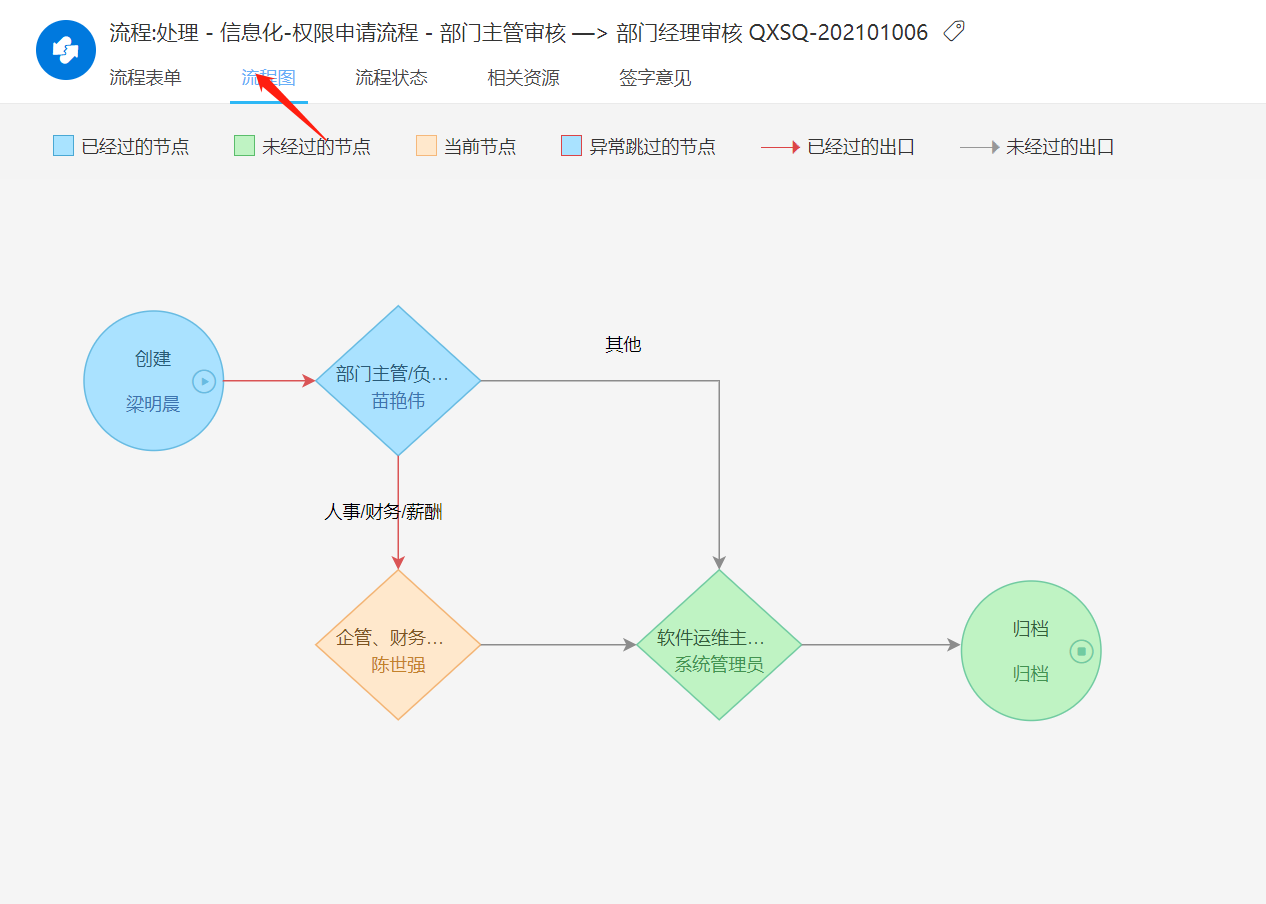 流程:处理 - 信息化-权限申请流程 - 部门主管审核 —> 部门经理审核 QXSQ-202101006
流程表单 流程图 流程状态 相关资源 签字意见
已经过的节点 未经过的节点 当前节点 异常跳过的节点 已经过的出口 未经过的出口
其他
创建
梁明晨
部门主管/负...
苗艳伟
人事/财务/薪酬
企管、财务...
陈世强
软件运维主...
系统管理员
归档
归档